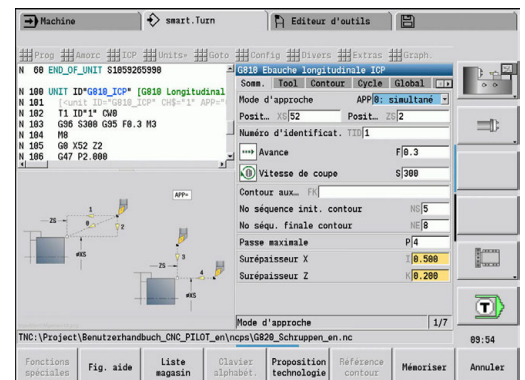 Machine
smart.Turn
Editeur d'outils
Prog Amorc ICP Units» Goto Config Divers Extras Graph.
N 60 END_OF_UNIT S1059265998
N 100 UNIT ID"G810_ICP" [G810 Longitudinal
N 101 [<unit ID="G810_ICP" CH$="1" APP="
N 102 T1 ID"1" CW0
N 103 G96 S300 G95 F0.3 M3
N 104 M8
N 105 G0 X52 Z2
N 106 G47 P2.000
G810 Ebauche longitudinale ICP
Somm. Tool Contour Cycle Global
Mode d'approche APP 0: simultané
Posit… XS 52 Posit… ZS 2
Numéro d'identificat. TID 1
Avance F 0.3
Vitesse de coupe S 300
Contour aux… FK
No séquence init. contour NS 5
No séqu. finale contour NE 8
Passe maximale P 4
Surépaisseur X I 0.500
Surépaisseur Z K 0.200
Mode d'approche 1/7
APP=
1
ZS
0
2
øXS
3
ZS
4
øXS
T
TNC:\Project\Benutzerhandbuch_CNC_PILOT_en\ncps\G820_Schruppen_en.nc
09:54
Fonctions spéciales
Fig. aide
Liste magasin
Clavier alphabét.
Proposition technologie
Référence contour
Mémoriser
Annuler